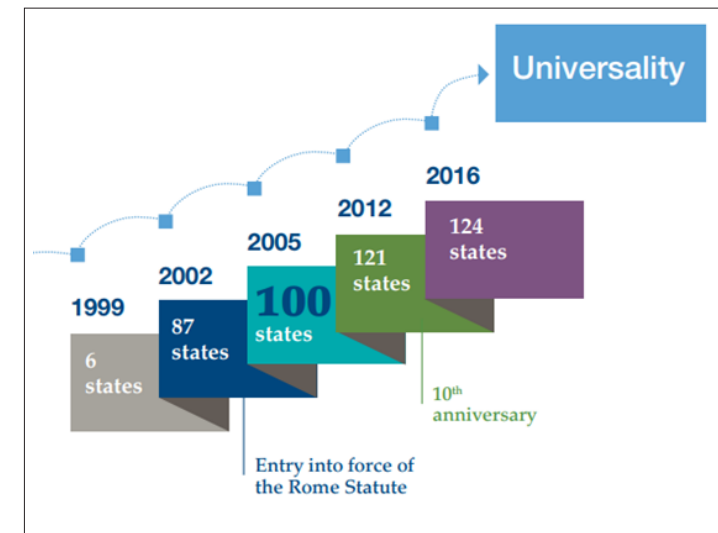 Universality
2016
124
states
2012
121
states
2005
100
states
2002
87
states
1999
6
states
10th
anniversary
Entry into force of
the Rome Statute